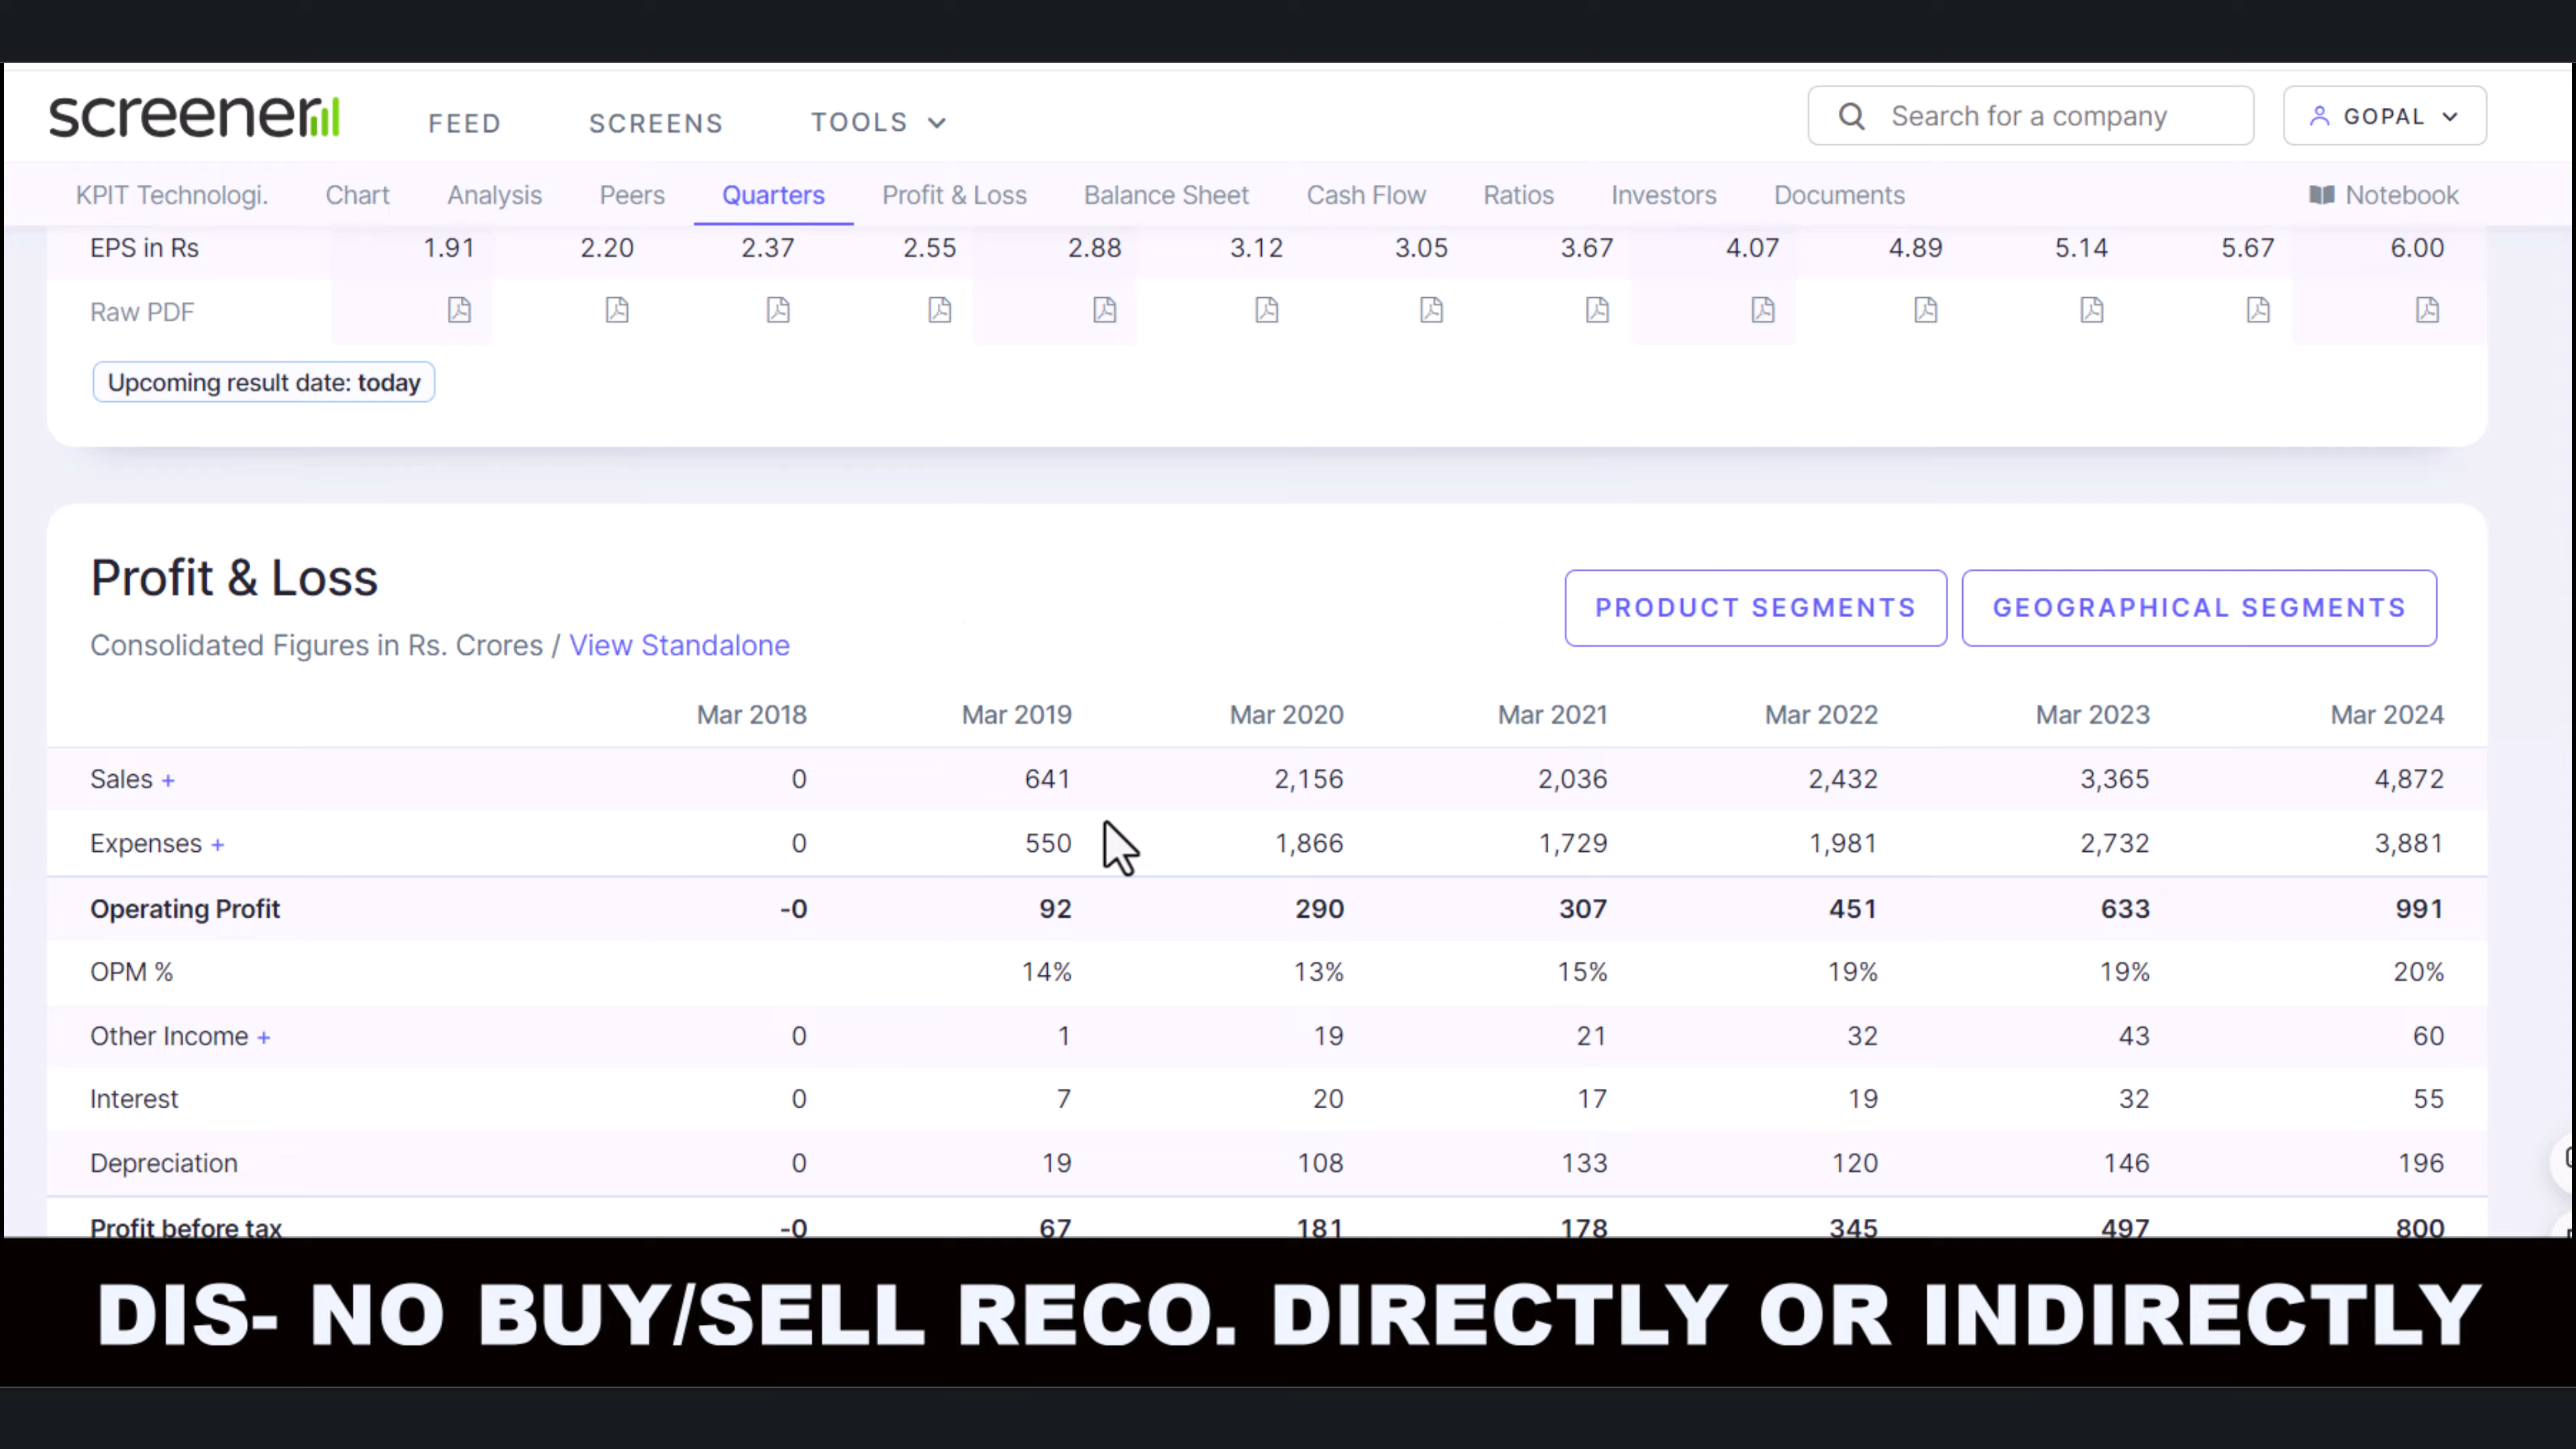 screener FEED SCREENS TOOLS Search for a company GOPAL
KPIT Technologi. Chart Analysis Peers Quarters Profit & Loss Balance Sheet Cash Flow Ratios Investors Documents Notebook
EPS in Rs 1.91 2.20 2.37 2.55 2.88 3.12 3.05 3.67 4.07 4.89 5.14 5.67 6.00
Raw PDF
Upcoming result date: today
Profit & Loss
PRODUCT SEGMENTS GEOGRAPHICAL SEGMENTS
Consolidated Figures in Rs. Crores / View Standalone
Mar 2018 Mar 2019 Mar 2020 Mar 2021 Mar 2022 Mar 2023 Mar 2024
Sales + 0 641 2,156 2,036 2,432 3,365 4,872
Expenses + 0 550 1,866 1,729 1,981 2,732 3,881
Operating Profit -0 92 290 307 451 633 991
OPM % 14% 13% 15% 19% 19% 20%
Other Income + 0 1 19 21 32 43 60
Interest 0 7 20 17 19 32 55
Depreciation 0 19 108 133 120 146 196
Profit before tax -0 67 181 178 345 497 800
DIS- NO BUY/SELL RECO. DIRECTLY OR INDIRECTLY